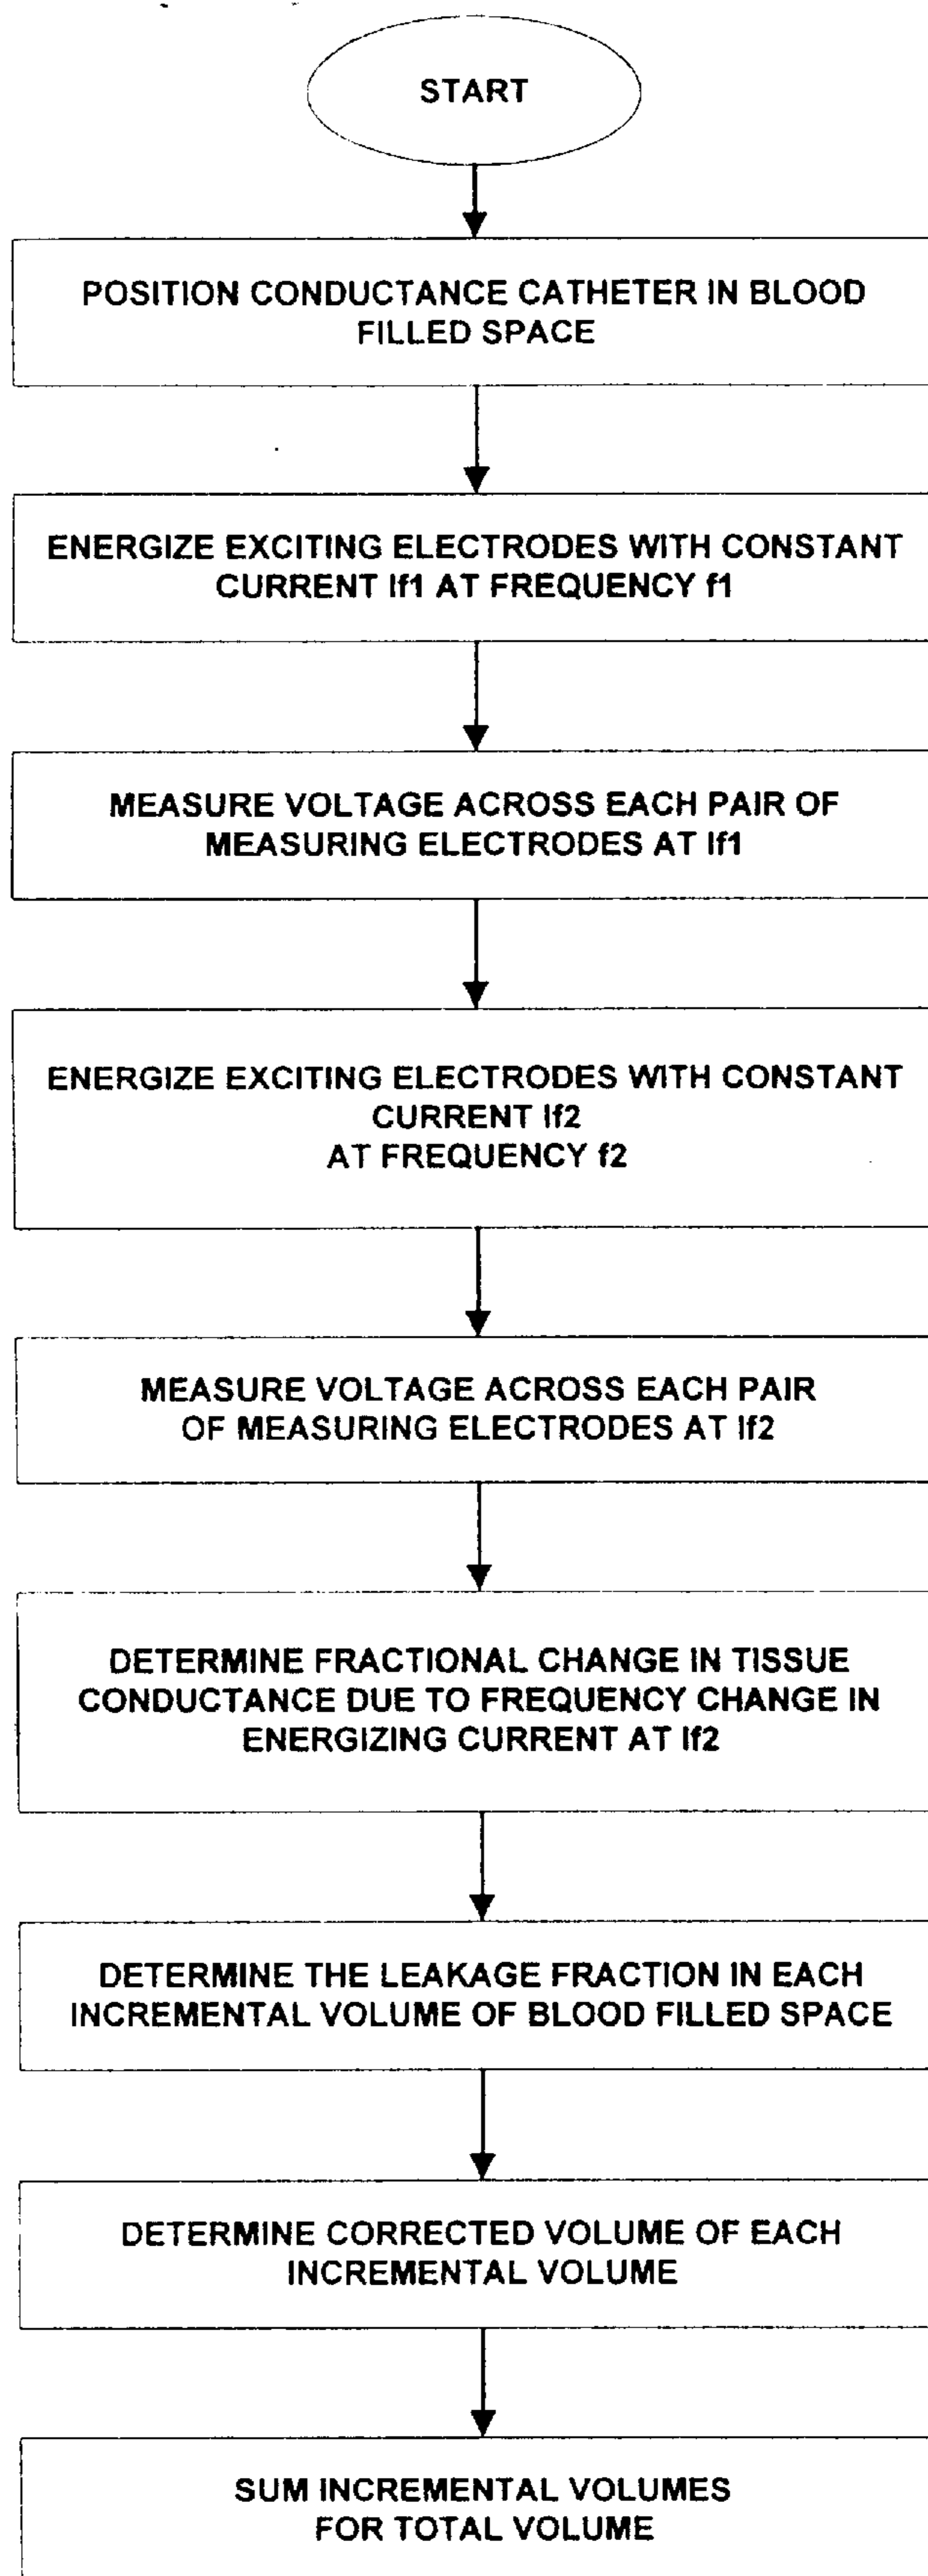 START
POSITION CONDUCTANCE CATHETER IN BLOOD
FILLED SPACE
ENERGIZE EXCITING ELECTRODES WITH CONSTANT
CURRENT If1 AT FREQUENCY f1
MEASURE VOLTAGE ACROSS EACH PAIR OF
MEASURING ELECTRODES AT If1
ENERGIZE EXCITING ELECTRODES WITH CONSTANT
CURRENT If2
AT FREQUENCY f2
MEASURE VOLTAGE ACROSS EACH PAIR
OF MEASURING ELECTRODES AT If2
DETERMINE FRACTIONAL CHANGE IN TISSUE
CONDUCTANCE DUE TO FREQUENCY CHANGE IN
ENERGIZING CURRENT AT If2
DETERMINE THE LEAKAGE FRACTION IN EACH
INCREMENTAL VOLUME OF BLOOD FILLED SPACE
DETERMINE CORRECTED VOLUME OF EACH
INCREMENTAL VOLUME
SUM INCREMENTAL VOLUMES
FOR TOTAL VOLUME